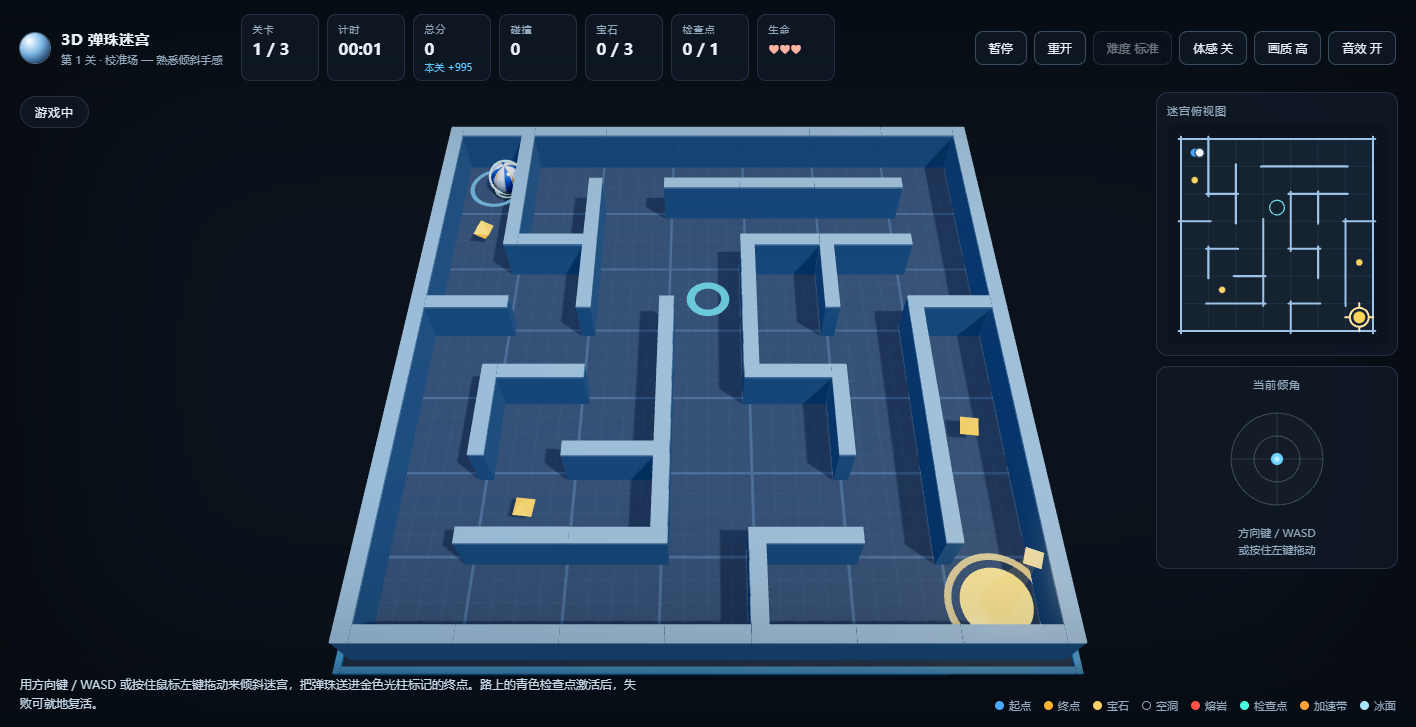 3D 弹珠迷宫
第 1 关 · 校准场 — 熟悉倾斜手感
关卡
1 / 3
计时
00:01
总分
0
本关 +995
碰撞
0
宝石
0 / 3
检查点
0 / 1
生命
♥♥♥
暂停
重开
难度 标准
体感 关
画质 高
音效 开
游戏中
迷宫俯视图
当前倾角
方向键 / WASD
或按住左键拖动
用方向键 / WASD 或按住鼠标左键拖动来倾斜迷宫，把弹珠送进金色光柱标记的终点。路上的青色检查点激活后，失
败可就地复活。
起点
终点
宝石
空洞
熔岩
检查点
加速带
冰面